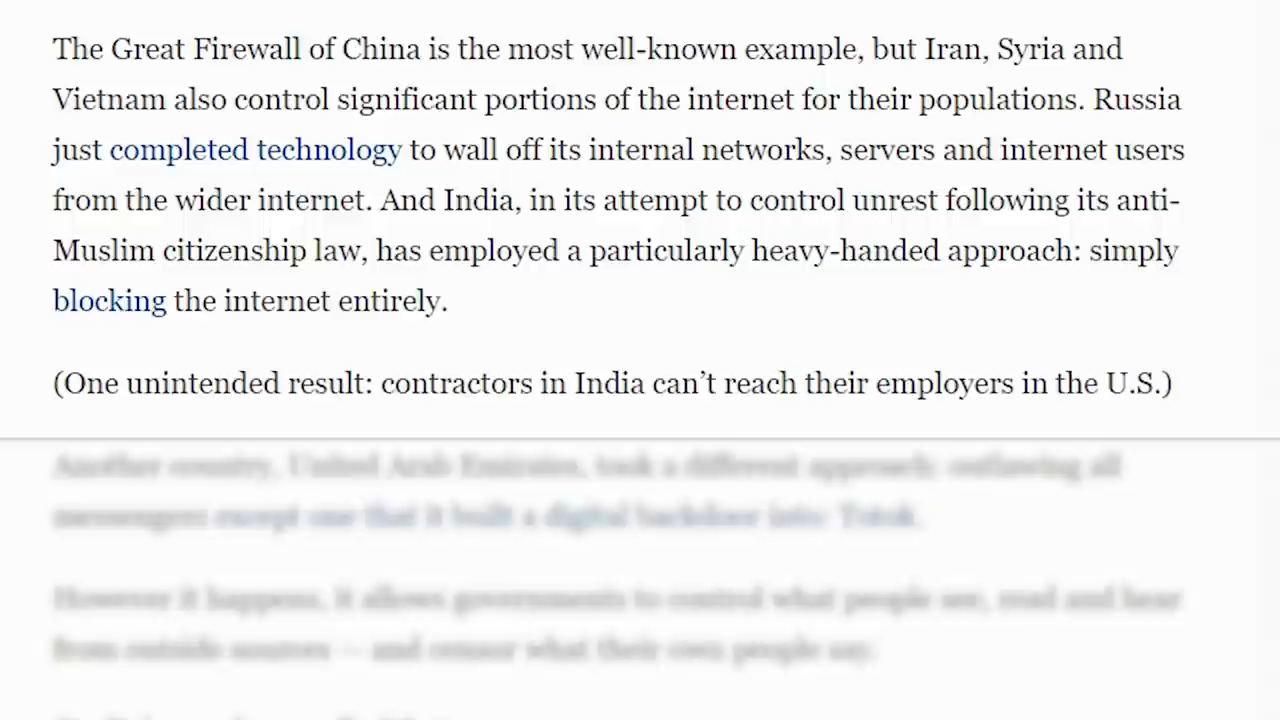 The Great Firewall of China is the most well-known example, but Iran, Syria and
Vietnam also control significant portions of the internet for their populations. Russia
just completed technology to wall off its internal networks, servers and internet users
from the wider internet. And India, in its attempt to control unrest following its anti-
Muslim citizenship law, has employed a particularly heavy-handed approach: simply
blocking the internet entirely.
(One unintended result: contractors in India can’t reach their employers in the U.S.)
Another country, United Arab Emirates, took a different approach: outlawing all
messengers except one that it built a digital backdoor into: Totok.
However it happens, it allows governments to control what people see, read and hear
from outside sources — and censor what their own people say.